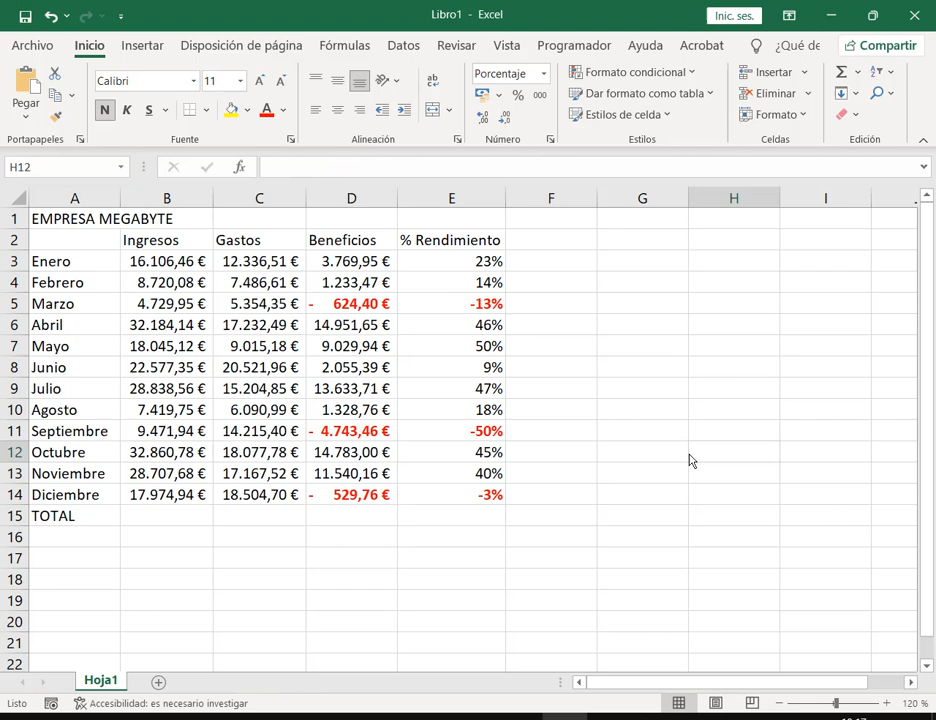 Libro1 - Excel
Inic. ses.
Archivo Inicio Insertar Disposición de página Fórmulas Datos Revisar Vista Programador Ayuda Acrobat ¿Qué de Compartir
Pegar
Calibri 11
N K S
A A
ab
Porcentaje
% 000
Formato condicional
Dar formato como tabla
Estilos de celda
Insertar
Eliminar
Formato
Portapapeles Fuente Alineación Número Estilos Celdas Edición
H12 fx
A B C D E F G H I
1 EMPRESA MEGABYTE
2 Ingresos Gastos Beneficios % Rendimiento
3 Enero 16.106,46 € 12.336,51 € 3.769,95 € 23%
4 Febrero 8.720,08 € 7.486,61 € 1.233,47 € 14%
5 Marzo 4.729,95 € 5.354,35 € - 624,40 € -13%
6 Abril 32.184,14 € 17.232,49 € 14.951,65 € 46%
7 Mayo 18.045,12 € 9.015,18 € 9.029,94 € 50%
8 Junio 22.577,35 € 20.521,96 € 2.055,39 € 9%
9 Julio 28.838,56 € 15.204,85 € 13.633,71 € 47%
10 Agosto 7.419,75 € 6.090,99 € 1.328,76 € 18%
11 Septiembre 9.471,94 € 14.215,40 € - 4.743,46 € -50%
12 Octubre 32.860,78 € 18.077,78 € 14.783,00 € 45%
13 Noviembre 28.707,68 € 17.167,52 € 11.540,16 € 40%
14 Diciembre 17.974,94 € 18.504,70 € - 529,76 € -3%
15 TOTAL
16
17
18
19
20
21
22
Hoja1
Listo Accesibilidad: es necesario investigar 120 %